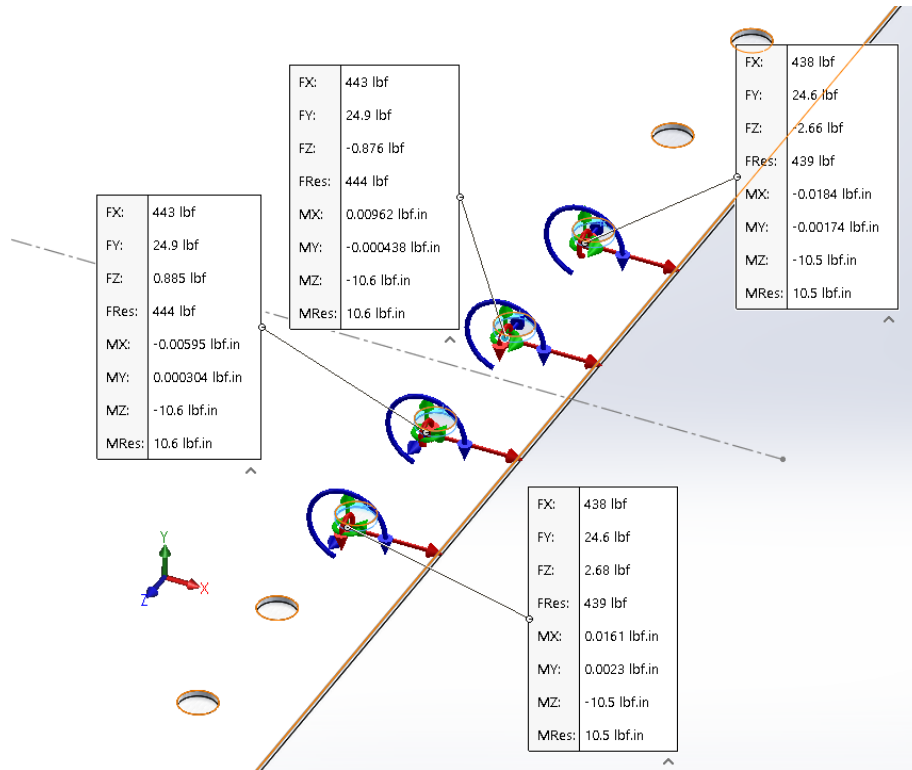 FX: 438 lbf
FY: 24.6 lbf
FZ: -2.66 lbf
FRes: 439 lbf
MX: -0.0184 lbf.in
MY: -0.00174 lbf.in
MZ: -10.5 lbf.in
MRes: 10.5 lbf.in
FX: 443 lbf
FY: 24.9 lbf
FZ: -0.876 lbf
FRes: 444 lbf
MX: 0.00962 lbf.in
MY: -0.000438 lbf.in
MZ: -10.6 lbf.in
MRes: 10.6 lbf.in
FX: 443 lbf
FY: 24.9 lbf
FZ: 0.885 lbf
FRes: 444 lbf
MX: -0.00595 lbf.in
MY: 0.000304 lbf.in
MZ: -10.6 lbf.in
MRes: 10.6 lbf.in
FX: 438 lbf
FY: 24.6 lbf
FZ: 2.68 lbf
FRes: 439 lbf
MX: 0.0161 lbf.in
MY: 0.0023 lbf.in
MZ: -10.5 lbf.in
MRes: 10.5 lbf.in
Y
X
Z